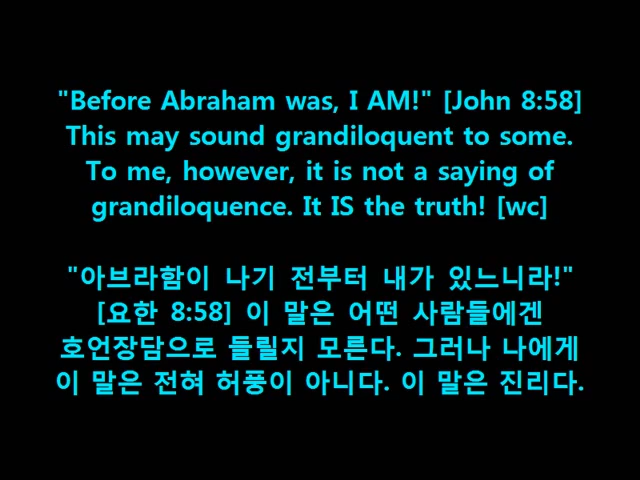 "Before Abraham was, I AM!" [John 8:58]
This may sound grandiloquent to some.
To me, however, it is not a saying of
grandiloquence. It IS the truth! [wc]
"아브라함이 나기 전부터 내가 있느니라!"
[요한 8:58] 이 말은 어떤 사람들에겐
호언장담으로 들릴지 모른다. 그러나 나에게
이 말은 전혀 허풍이 아니다. 이 말은 진리다.